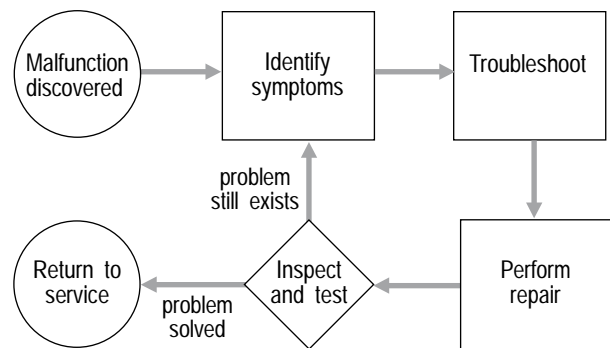 Malfunction
discovered
Identify
symptoms
Troubleshoot
problem
still exists
Return to
service
problem
solved
Inspect
and test
Perform
repair